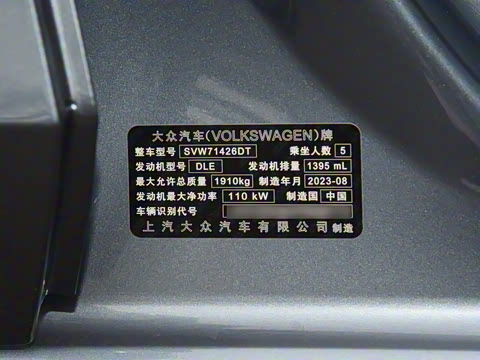 大众汽车(VOLKSWAGEN)牌
整车型号 SVW71426DT 乘坐人数 5
发动机型号 DLE 发动机排量 1395 mL
最大允许总质量 1910kg 制造年月 2023-08
发动机最大净功率 110 kW 制造国 中国
车辆识别代号
上汽大众汽车有限公司 制造